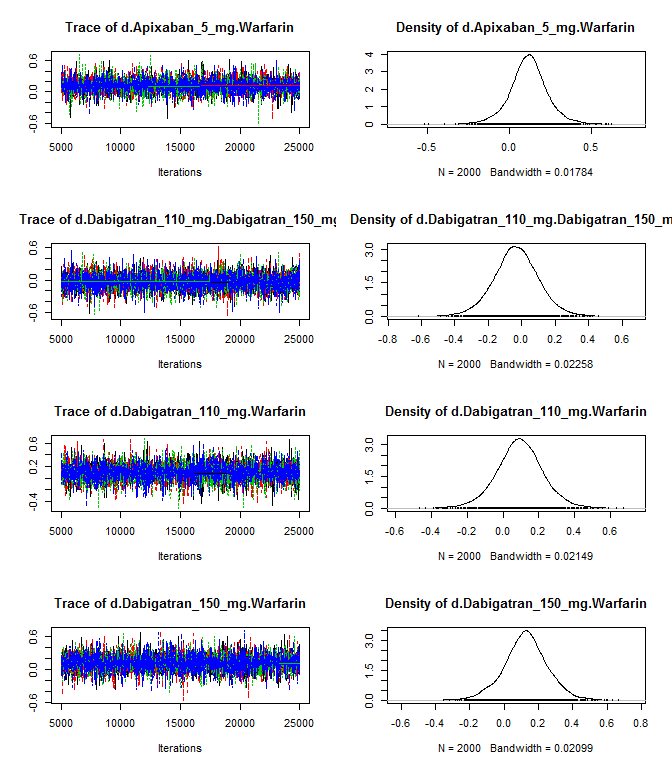 Trace of d.Apixaban_5_mg.Warfarin
0.6
0.0
-0.6
5000 10000 15000 20000 25000
Iterations
Density of d.Apixaban_5_mg.Warfarin
4
3
2
1
0
-0.5 0.0 0.5
N = 2000 Bandwidth = 0.01784
Trace of d.Dabigatran_110_mg.Dabigatran_150_mg
0.6
0.0
-0.6
5000 10000 15000 20000 25000
Iterations
Density of d.Dabigatran_110_mg.Dabigatran_150_m
3.0
1.5
0.0
-0.8 -0.6 -0.4 -0.2 0.0 0.2 0.4 0.6
N = 2000 Bandwidth = 0.02258
Trace of d.Dabigatran_110_mg.Warfarin
0.6
0.2
-0.4
5000 10000 15000 20000 25000
Iterations
Density of d.Dabigatran_110_mg.Warfarin
3.0
1.5
0.0
-0.6 -0.4 -0.2 0.0 0.2 0.4 0.6
N = 2000 Bandwidth = 0.02149
Trace of d.Dabigatran_150_mg.Warfarin
0.6
0.0
-0.6
5000 10000 15000 20000 25000
Iterations
Density of d.Dabigatran_150_mg.Warfarin
3.0
1.5
0.0
-0.6 -0.4 -0.2 0.0 0.2 0.4 0.6 0.8
N = 2000 Bandwidth = 0.02099